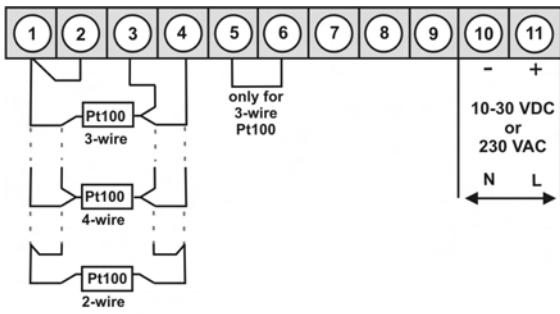 1 2 3 4 5 6 7 8 9 10 11
- +
Pt100
3-wire
only for
3-wire
Pt100
10-30 VDC
or
230 VAC
N L
Pt100
4-wire
Pt100
2-wire